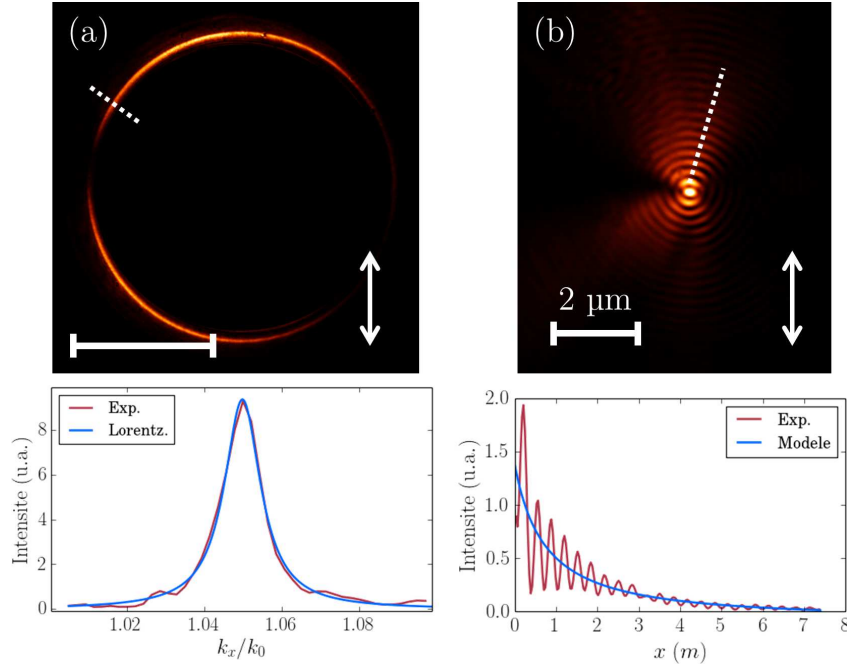 (a)
(b)
2 μm
Exp.
Lorentz.
Intensite (u.a.)
8
6
4
2
0
1.02
1.04
1.06
1.08
k_x/k_0
Exp.
Modele
Intensite (u.a.)
2.0
1.5
1.0
0.5
0.0
0
1
2
3
4
5
6
7
8
x (m)